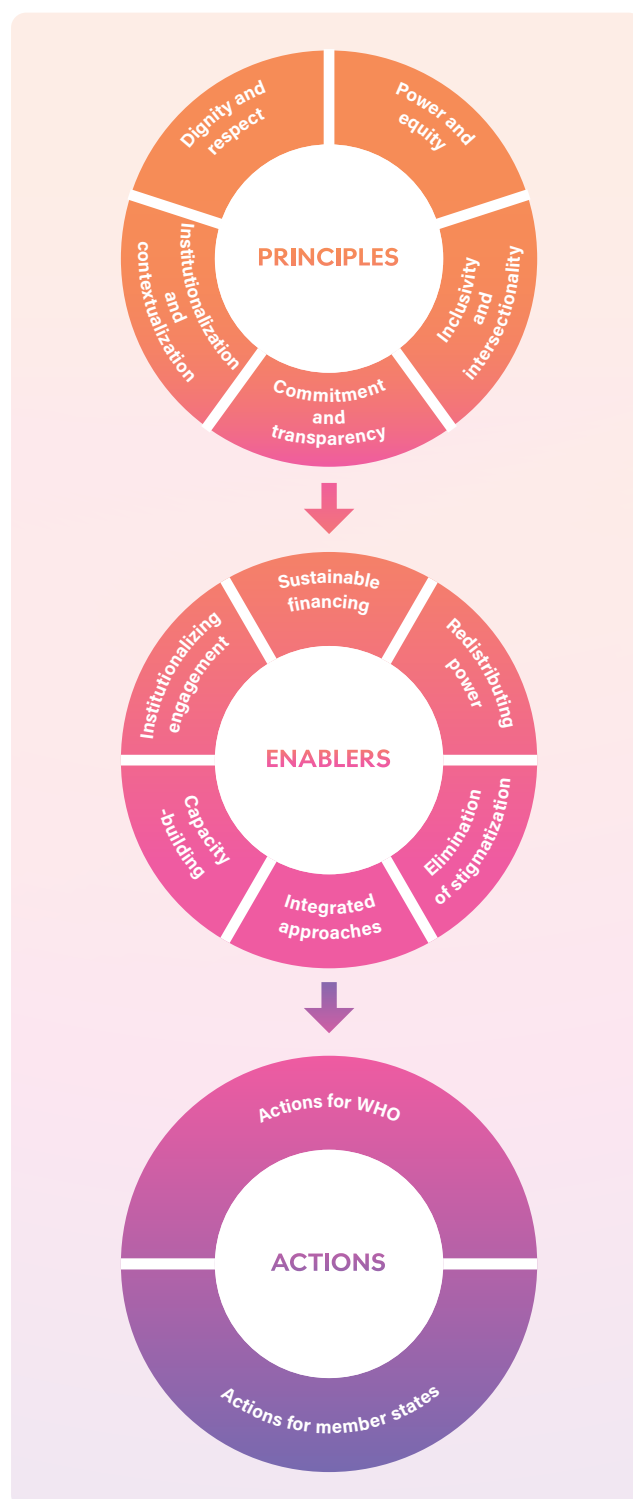 Dignity and
respect
Power and
equity
PRINCIPLES
Institutionalization
and
contextualization
Inclusivity
and
intersectionality
Commitment
and
transparency
Sustainable
financing
Institutionalizing
engagement
Redistributing
power
ENABLERS
Capacity
-building
Elimination
of stigmatization
Integrated
approaches
Actions for WHO
ACTIONS
Actions for member states